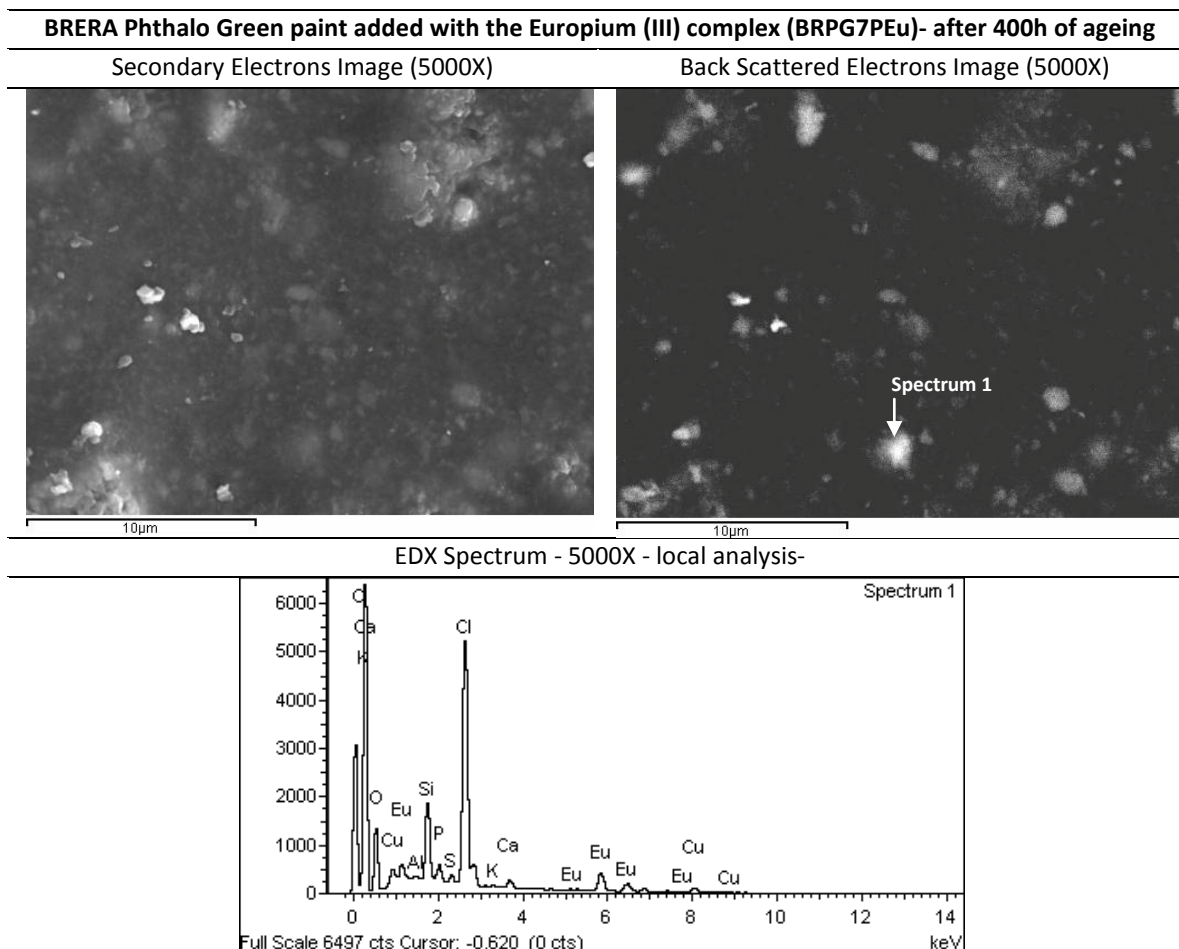 BRERA Phthalo Green paint added with the Europium (III) complex (BRPG7PEu)- after 400h of ageing
Secondary Electrons Image (5000X)
Back Scattered Electrons Image (5000X)
Spectrum 1
10µm
10µm
EDX Spectrum - 5000X - local analysis-
Spectrum 1
6000
5000
4000
3000
2000
1000
0
Ca
K
O
Cu
Eu
Si
P
S
Cl
K
Ca
Eu
Eu
Eu
Cu
Eu
Cu
0 2 4 6 8 10 12 14
Full Scale 6497 cts Cursor: -0.620 (0 cts) keV